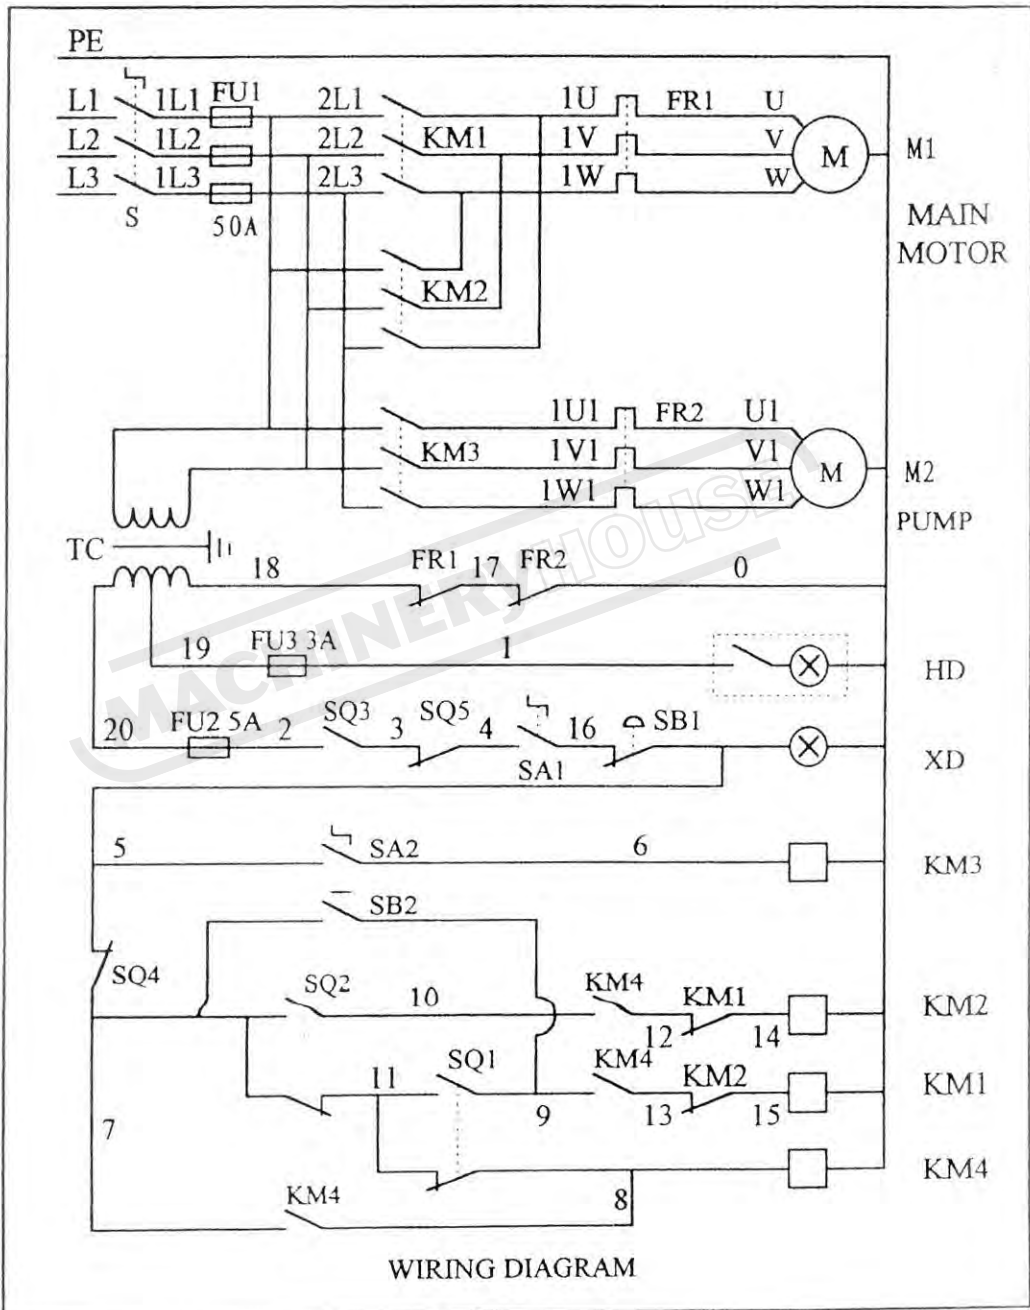 PE
L1 1L1 FU1 2L1 1U FR1 U
L2 1L2 2L2 KM1 1V V M M1
L3 1L3 2L3 1W W
S 50A
MAIN
MOTOR
KM2
1U1 FR2 U1
KM3 1V1 V1 M M2
1W1 W1
PUMP
TC
18 FR1 17 FR2 0
19 FU3 3A 1 HD
20 FU2 5A 2 SQ3 3 SQ5 4 SA1 16 SB1 XD
5 SA2 6 KM3
SB2
SQ4
SQ2 10 KM4 12 KM1 14 KM2
11 SQ1 9 KM4 13 KM2 15 KM1
7
KM4
KM4 8
WIRING DIAGRAM
MACHINERYHOUSE